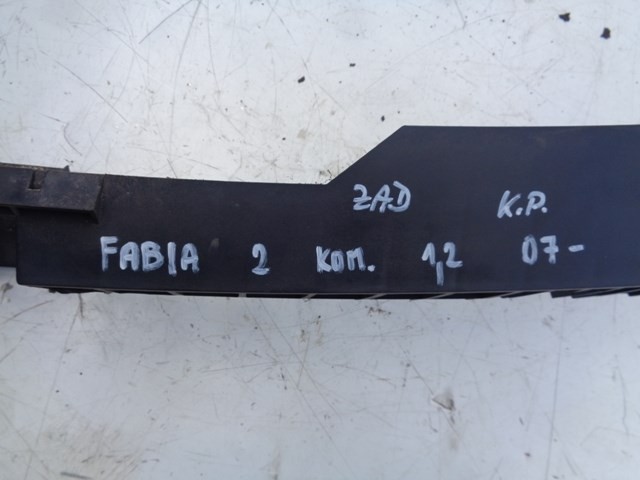 ZAD K.P.
FABIA 2 KOM. 1,2 07-